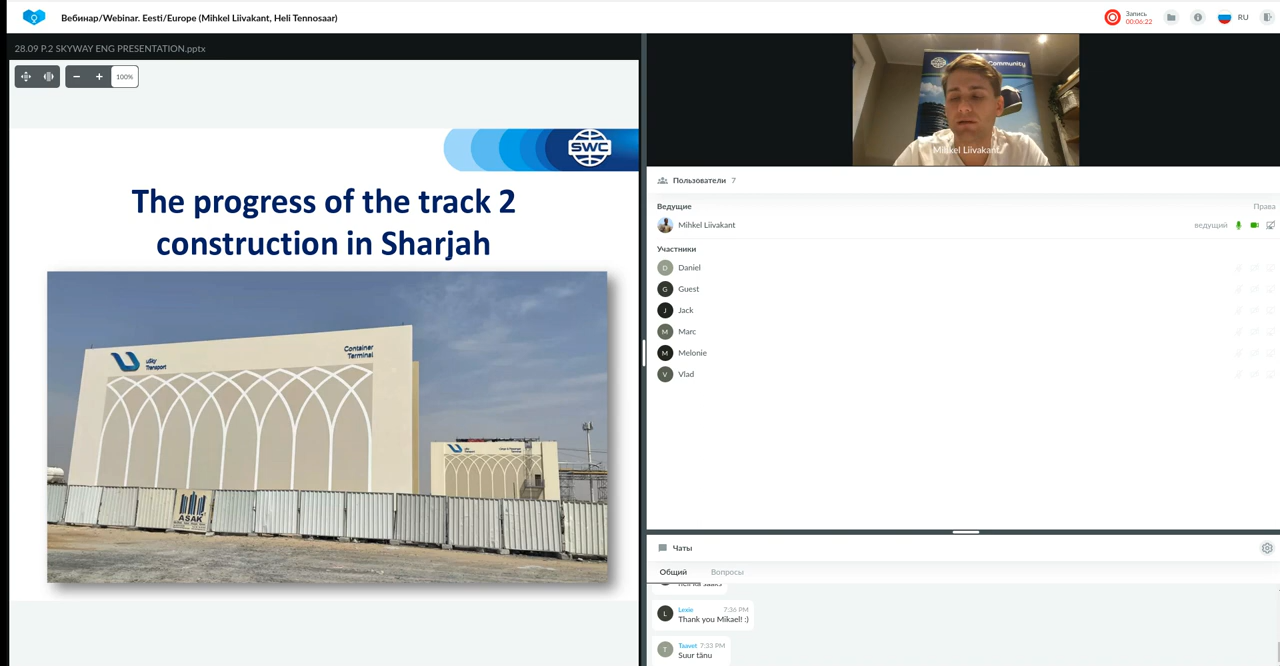 Вебинар/Webinar. Eesti/Europe (Mihkel Liivakant, Heli Tennosaar)
Запись
00:06:22
RU
28.09 P.2 SKYWAY ENG PRESENTATION.pptx
100%
SWC
The progress of the track 2
construction in Sharjah
uSky
Transport
Container
Terminal
uSky
ASAK
Community
Mihkel Liivakant
Пользователи 7
Ведущие
Права
Mihkel Liivakant
ведущий
Участники
D Daniel
G Guest
J Jack
M Marc
M Melonie
V Vlad
Чаты
Общий
Вопросы
L
Lexie 7:36 PM
Thank you Mikael! :)
T
Taavet 7:33 PM
Suur tänu